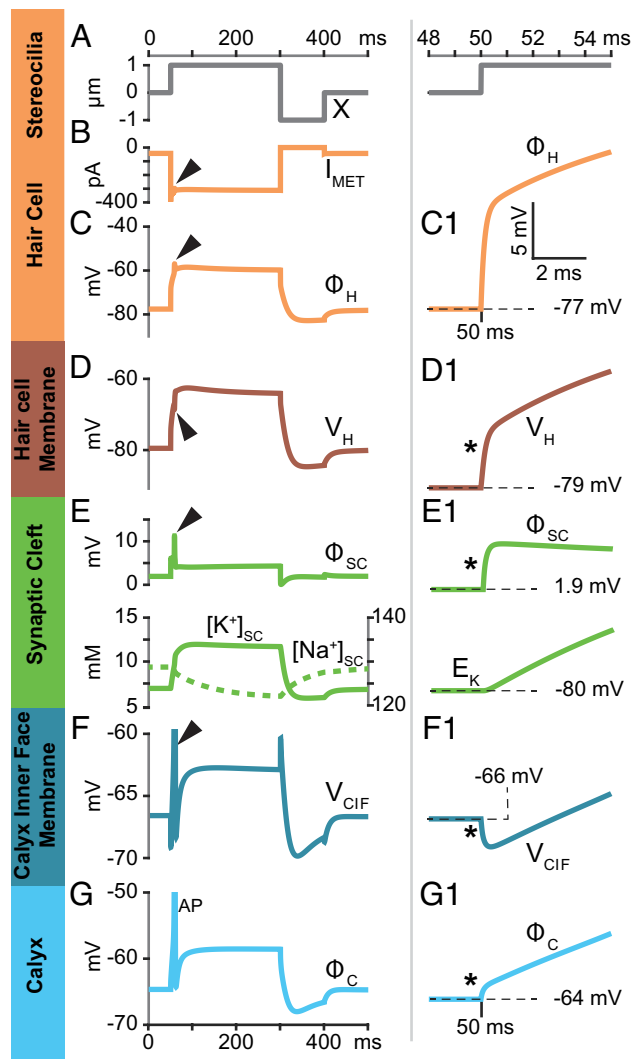 Stereocilia
Hair Cell
Hair cell
Membrane
Synaptic Cleft
Calyx Inner Face
Membrane
Calyx
A
0 200 400 ms
μm
1
0
-1
X
48 50 52 54 ms
B
pA
0
-400
I_MET
C
mV
-40
-60
-80
Φ_H
C1
Φ_H
5 mV
2 ms
-77 mV
50 ms
D
mV
-60
-80
V_H
D1
*
V_H
-79 mV
E
mV
10
0
Φ_SC
E1
*
Φ_SC
1.9 mV
mM
15
10
5
[K⁺]_SC
[Na⁺]_SC
140
120
E_K
-80 mV
F
mV
-60
-65
-70
V_CIF
F1
-66 mV
*
V_CIF
G
mV
-50
-60
-70
AP
Φ_C
0 200 400 ms
G1
*
Φ_C
-64 mV
50 ms